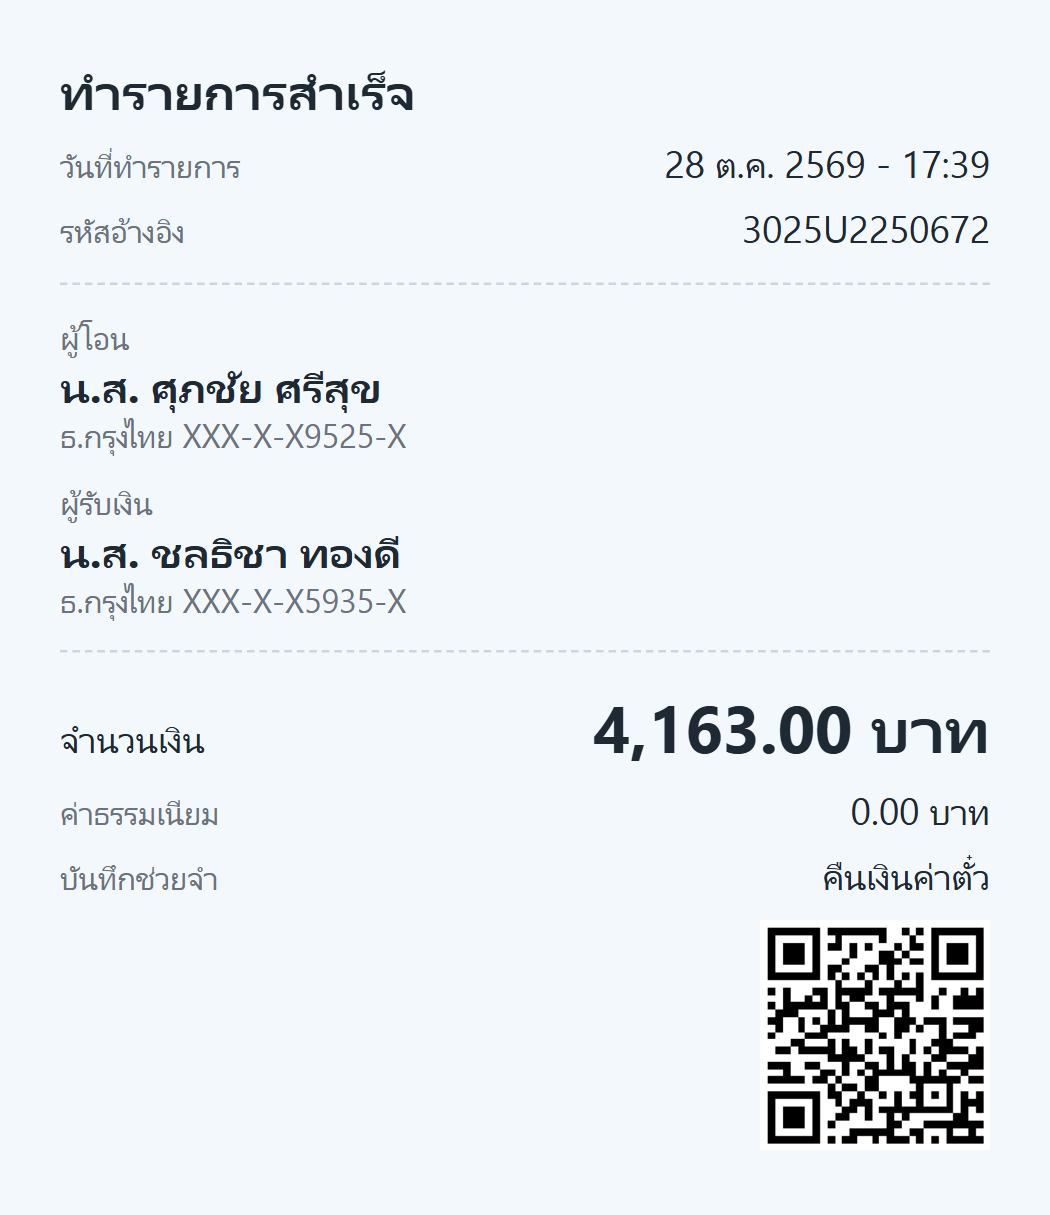 ทำรายการสำเร็จ
วันที่ทำรายการ 28 ต.ค. 2569 - 17:39
รหัสอ้างอิง 3025U2250672
ผู้โอน
น.ส. ศุภชัย ศรีสุข
ธ.กรุงไทย XXX-X-X9525-X
ผู้รับเงิน
น.ส. ชลธิชา ทองดี
ธ.กรุงไทย XXX-X-X5935-X
จำนวนเงิน 4,163.00 บาท
ค่าธรรมเนียม 0.00 บาท
บันทึกช่วยจำ คืนเงินค่าตั๋ว